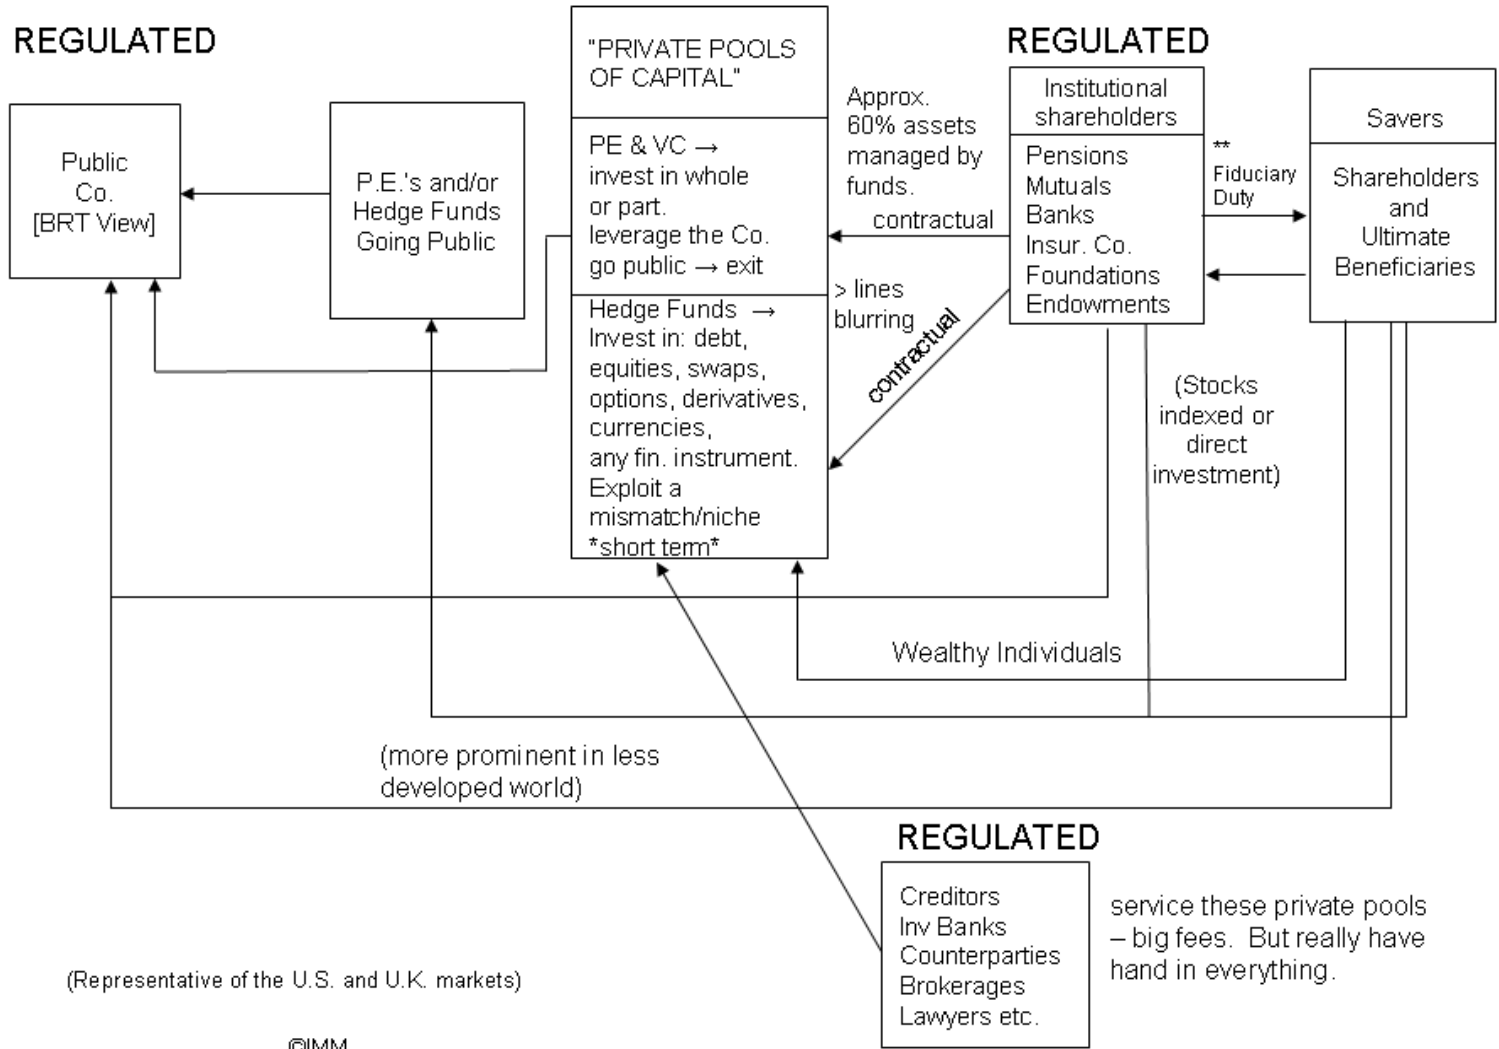 REGULATED
Public
Co.
[BRT View]
P.E.'s and/or
Hedge Funds
Going Public
"PRIVATE POOLS
OF CAPITAL"
PE & VC →
invest in whole
or part.
leverage the Co.
go public → exit
Hedge Funds →
Invest in: debt,
equities, swaps,
options, derivatives,
currencies,
any fin. instrument.
Exploit a
mismatch/niche
*short term*
Approx.
60% assets
managed by
funds.
contractual
> lines
blurring
contractual
REGULATED
Institutional
shareholders
Pensions
Mutuals
Banks
Insur. Co.
Foundations
Endowments
**
Fiduciary
Duty
Savers
Shareholders
and
Ultimate
Beneficiaries
(Stocks
indexed or
direct
investment)
Wealthy Individuals
(more prominent in less
developed world)
REGULATED
Creditors
Inv Banks
Counterparties
Brokerages
Lawyers etc.
service these private pools
– big fees. But really have
hand in everything.
(Representative of the U.S. and U.K. markets)
©IMM